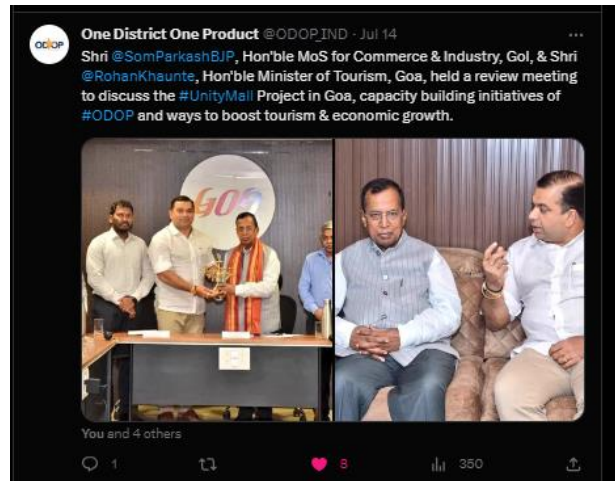 One District One Product @ODOP_IND · Jul 14
ODOP
Shri @SomParkashBJP, Hon'ble MoS for Commerce & Industry, GoI, & Shri
@RohanKhaunte, Hon'ble Minister of Tourism, Goa, held a review meeting
to discuss the #UnityMall Project in Goa, capacity building initiatives of
#ODOP and ways to boost tourism & economic growth.
GOA
You and 4 others
1
8
350